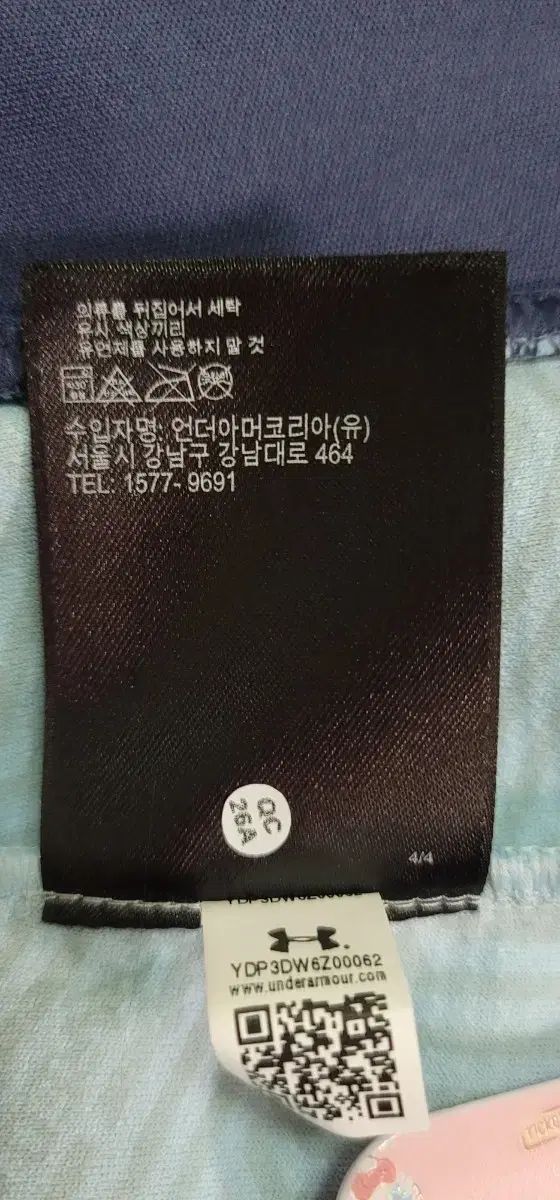 의류를 뒤집어서 세탁
유사 색상끼리
유연제를 사용하지 말 것
수입자명: 언더아머코리아(유)
서울시 강남구 강남대로 464
TEL: 1577- 9691
QC
26A
4/4
YDP3DW6Z00062
YDP3DW6Z00062
www.underarmour.com